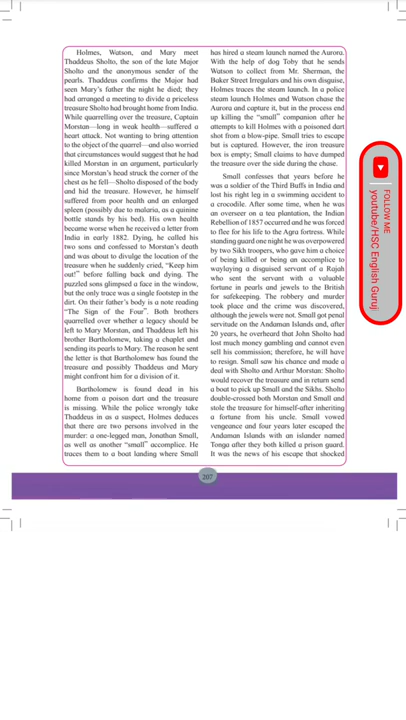 Holmes, Watson, and Mary meet
Thaddeus Sholto, the son of the late Major
Sholto and the anonymous sender of the
pearls. Thaddeus confirms the Major had
seen Mary's father the night he died; they
had arranged a meeting to divide a priceless
treasure Sholto had brought home from India.
While quarrelling over the treasure, Captain
Morstan—long in weak health—suffered a
heart attack. Not wanting to bring attention
to the object of the quarrel—and also worried
that circumstances would suggest that he had
killed Morstan in an argument, particularly
since Morstan's head struck the corner of the
chest as he fell—Sholto disposed of the body
and hid the treasure. However, he himself
suffered from poor health and an enlarged
spleen (possibly due to malaria, as a quinine
bottle stands by his bed). His own health
became worse when he received a letter from
India in early 1882. Dying, he called his
two sons and confessed to Morstan's death
and was about to divulge the location of the
treasure when he suddenly cried, "Keep him
out!" before falling back and dying. The
puzzled sons glimpsed a face in the window,
but the only trace was a single footstep in the
dirt. On their father's body is a note reading
"The Sign of the Four". Both brothers
quarrelled over whether a legacy should be
left to Mary Morstan, and Thaddeus left his
brother Bartholomew, taking a chaplet and
sending its pearls to Mary. The reason he sent
the letter is that Bartholomew has found the
treasure and possibly Thaddeus and Mary
might confront him for a division of it.
Bartholomew is found dead in his
home from a poison dart and the treasure
is missing. While the police wrongly take
Thaddeus in as a suspect, Holmes deduces
that there are two persons involved in the
murder: a one-legged man, Jonathan Small,
as well as another "small" accomplice. He
traces them to a boat landing where Small
has hired a steam launch named the Aurora.
With the help of dog Toby that he sends
Watson to collect from Mr. Sherman, the
Baker Street Irregulars and his own disguise,
Holmes traces the steam launch. In a police
steam launch Holmes and Watson chase the
Aurora and capture it, but in the process end
up killing the "small" companion after he
attempts to kill Holmes with a poisoned dart
shot from a blow-pipe. Small tries to escape
but is captured. However, the iron treasure
box is empty; Small claims to have dumped
the treasure over the side during the chase.
Small confesses that years before he
was a soldier of the Third Buffs in India and
lost his right leg in a swimming accident to
a crocodile. After some time, when he was
an overseer on a tea plantation, the Indian
Rebellion of 1857 occurred and he was forced
to flee for his life to the Agra fortress. While
standing guard one night he was overpowered
by two Sikh troopers, who gave him a choice
of being killed or being an accomplice to
waylaying a disguised servant of a Rajah
who sent the servant with a valuable
fortune in pearls and jewels to the British
for safekeeping. The robbery and murder
took place and the crime was discovered,
although the jewels were not. Small got penal
servitude on the Andaman Islands and, after
20 years, he overheard that John Sholto had
lost much money gambling and cannot even
sell his commission; therefore, he will have
to resign. Small saw his chance and made a
deal with Sholto and Arthur Morstan: Sholto
would recover the treasure and in return send
a boat to pick up Small and the Sikhs. Sholto
double-crossed both Morstan and Small and
stole the treasure for himself-after inheriting
a fortune from his uncle. Small vowed
vengeance and four years later escaped the
Andaman Islands with an islander named
Tonga after they both killed a prison guard.
It was the news of his escape that shocked
207
FOLLOW ME
youtube/HSC English Guruji